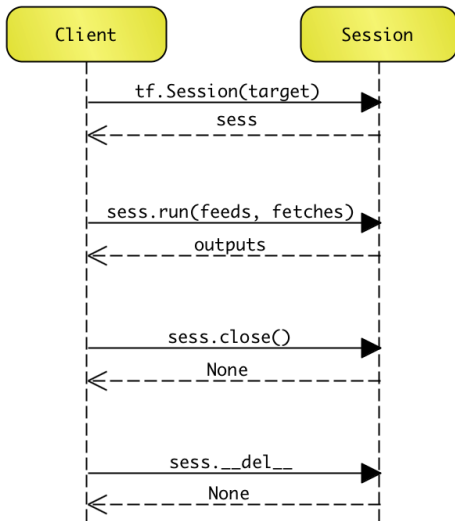 Client
Session
tf.Session(target)
sess
sess.run(feeds, fetches)
outputs
sess.close()
None
sess.__del__
None